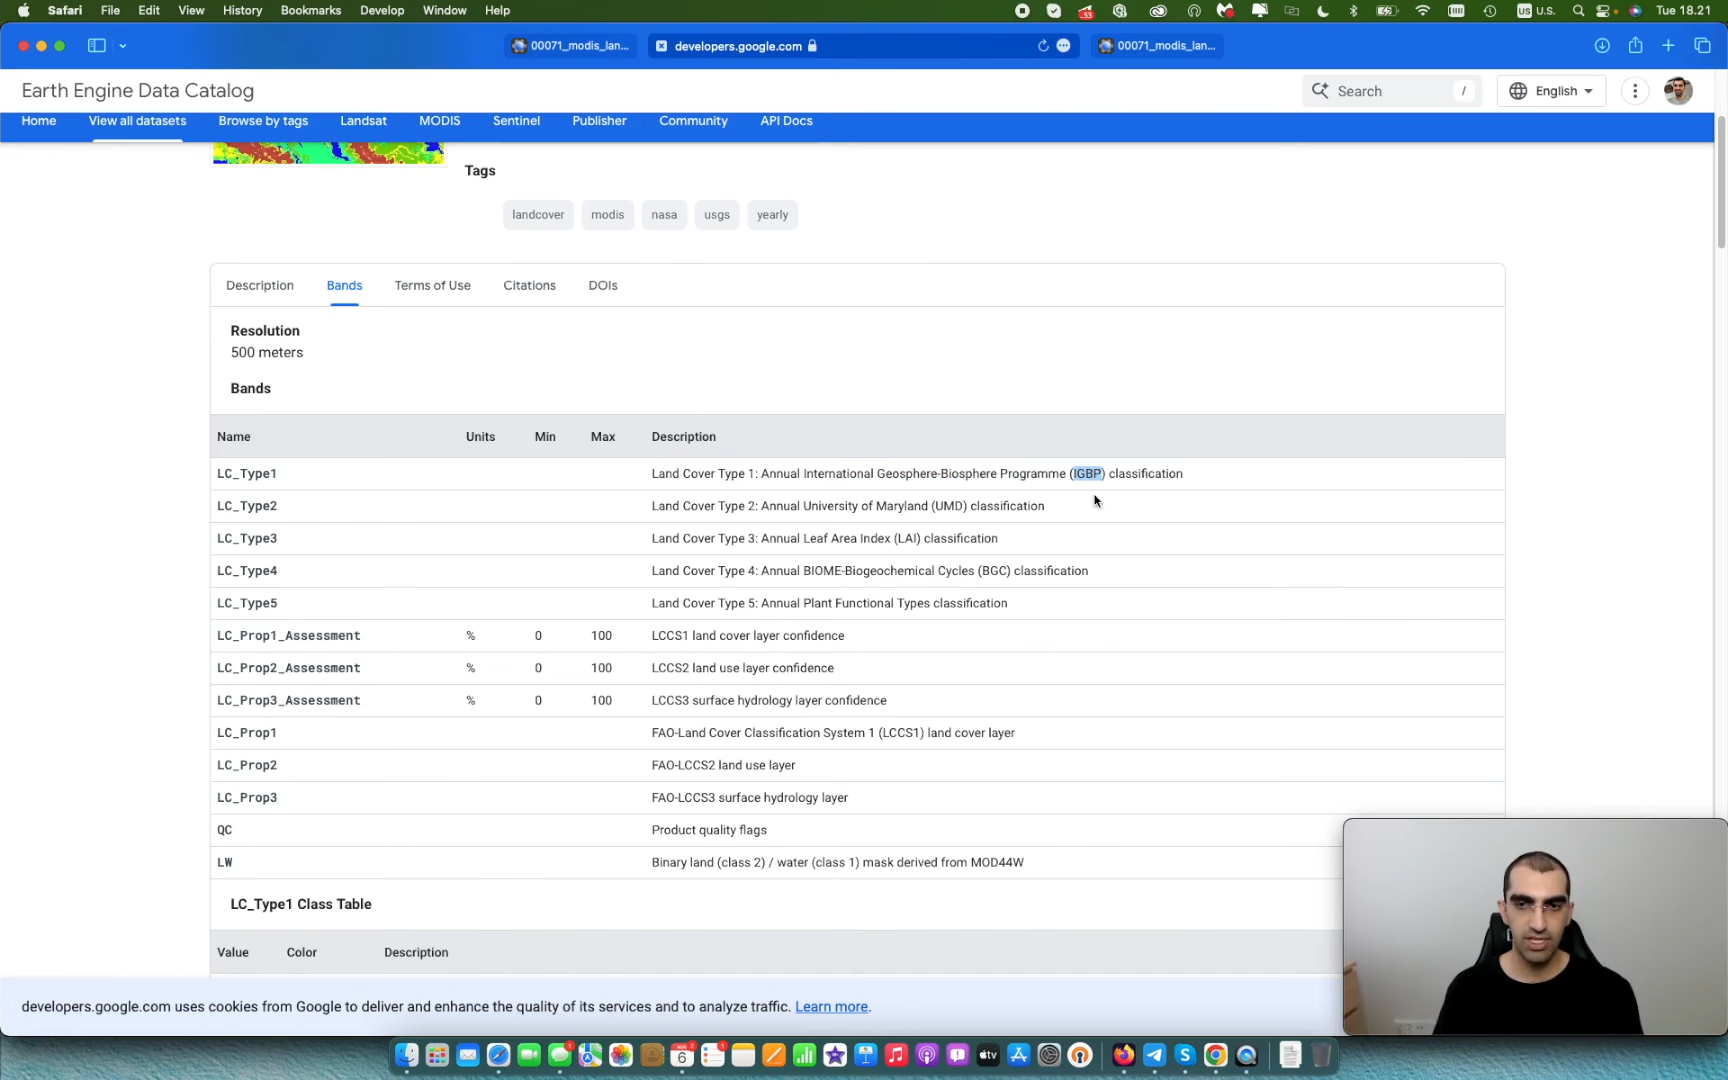 Safari File Edit View History Bookmarks Develop Window Help U.S. Tue 18.21
00071_modis_lan... developers.google.com 00071_modis_lan...
Earth Engine Data Catalog Search / English
Home View all datasets Browse by tags Landsat MODIS Sentinel Publisher Community API Docs
Tags
landcover modis nasa usgs yearly
Description Bands Terms of Use Citations DOIs
Resolution
500 meters
Bands
Name Units Min Max Description
LC_Type1 Land Cover Type 1: Annual International Geosphere-Biosphere Programme (IGBP) classification
LC_Type2 Land Cover Type 2: Annual University of Maryland (UMD) classification
LC_Type3 Land Cover Type 3: Annual Leaf Area Index (LAI) classification
LC_Type4 Land Cover Type 4: Annual BIOME-Biogeochemical Cycles (BGC) classification
LC_Type5 Land Cover Type 5: Annual Plant Functional Types classification
LC_Prop1_Assessment % 0 100 LCCS1 land cover layer confidence
LC_Prop2_Assessment % 0 100 LCCS2 land use layer confidence
LC_Prop3_Assessment % 0 100 LCCS3 surface hydrology layer confidence
LC_Prop1 FAO-Land Cover Classification System 1 (LCCS1) land cover layer
LC_Prop2 FAO-LCCS2 land use layer
LC_Prop3 FAO-LCCS3 surface hydrology layer
QC Product quality flags
LW Binary land (class 2) / water (class 1) mask derived from MOD44W
LC_Type1 Class Table
Value Color Description
developers.google.com uses cookies from Google to deliver and enhance the quality of its services and to analyze traffic. Learn more.